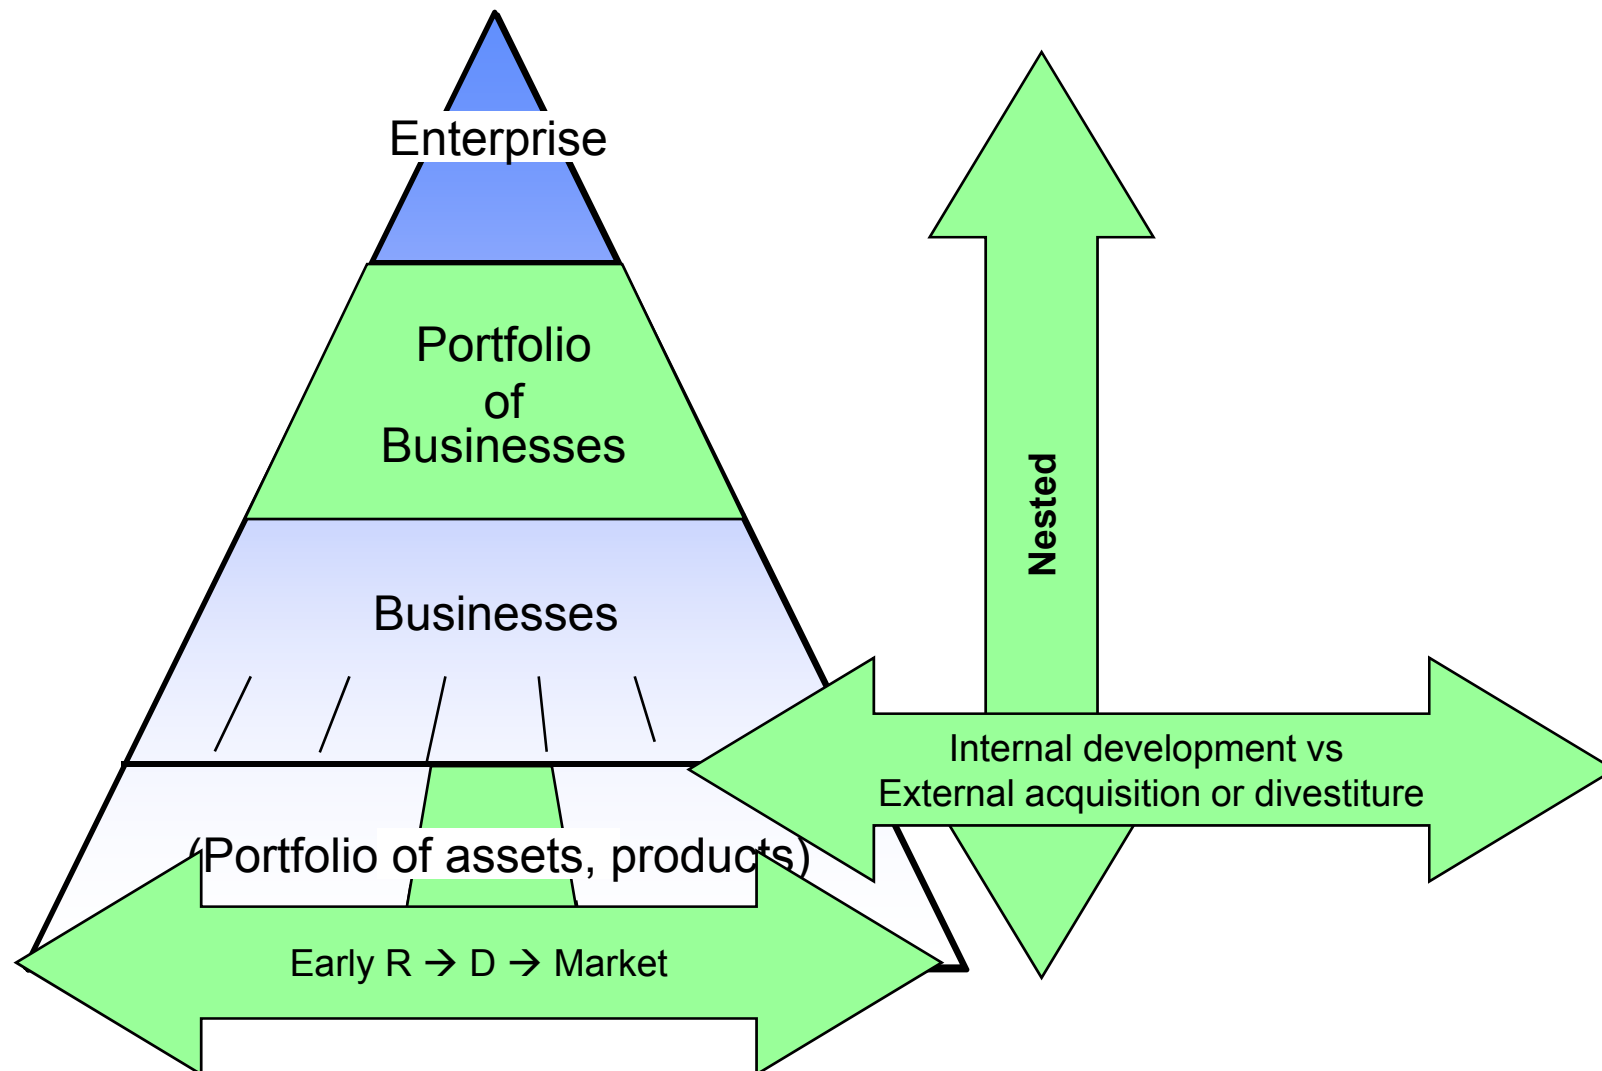 Enterprise
Portfolio
of
Businesses
Nested
Businesses
Internal development vs
External acquisition or divestiture
(Portfolio of assets, products)
Early R → D → Market